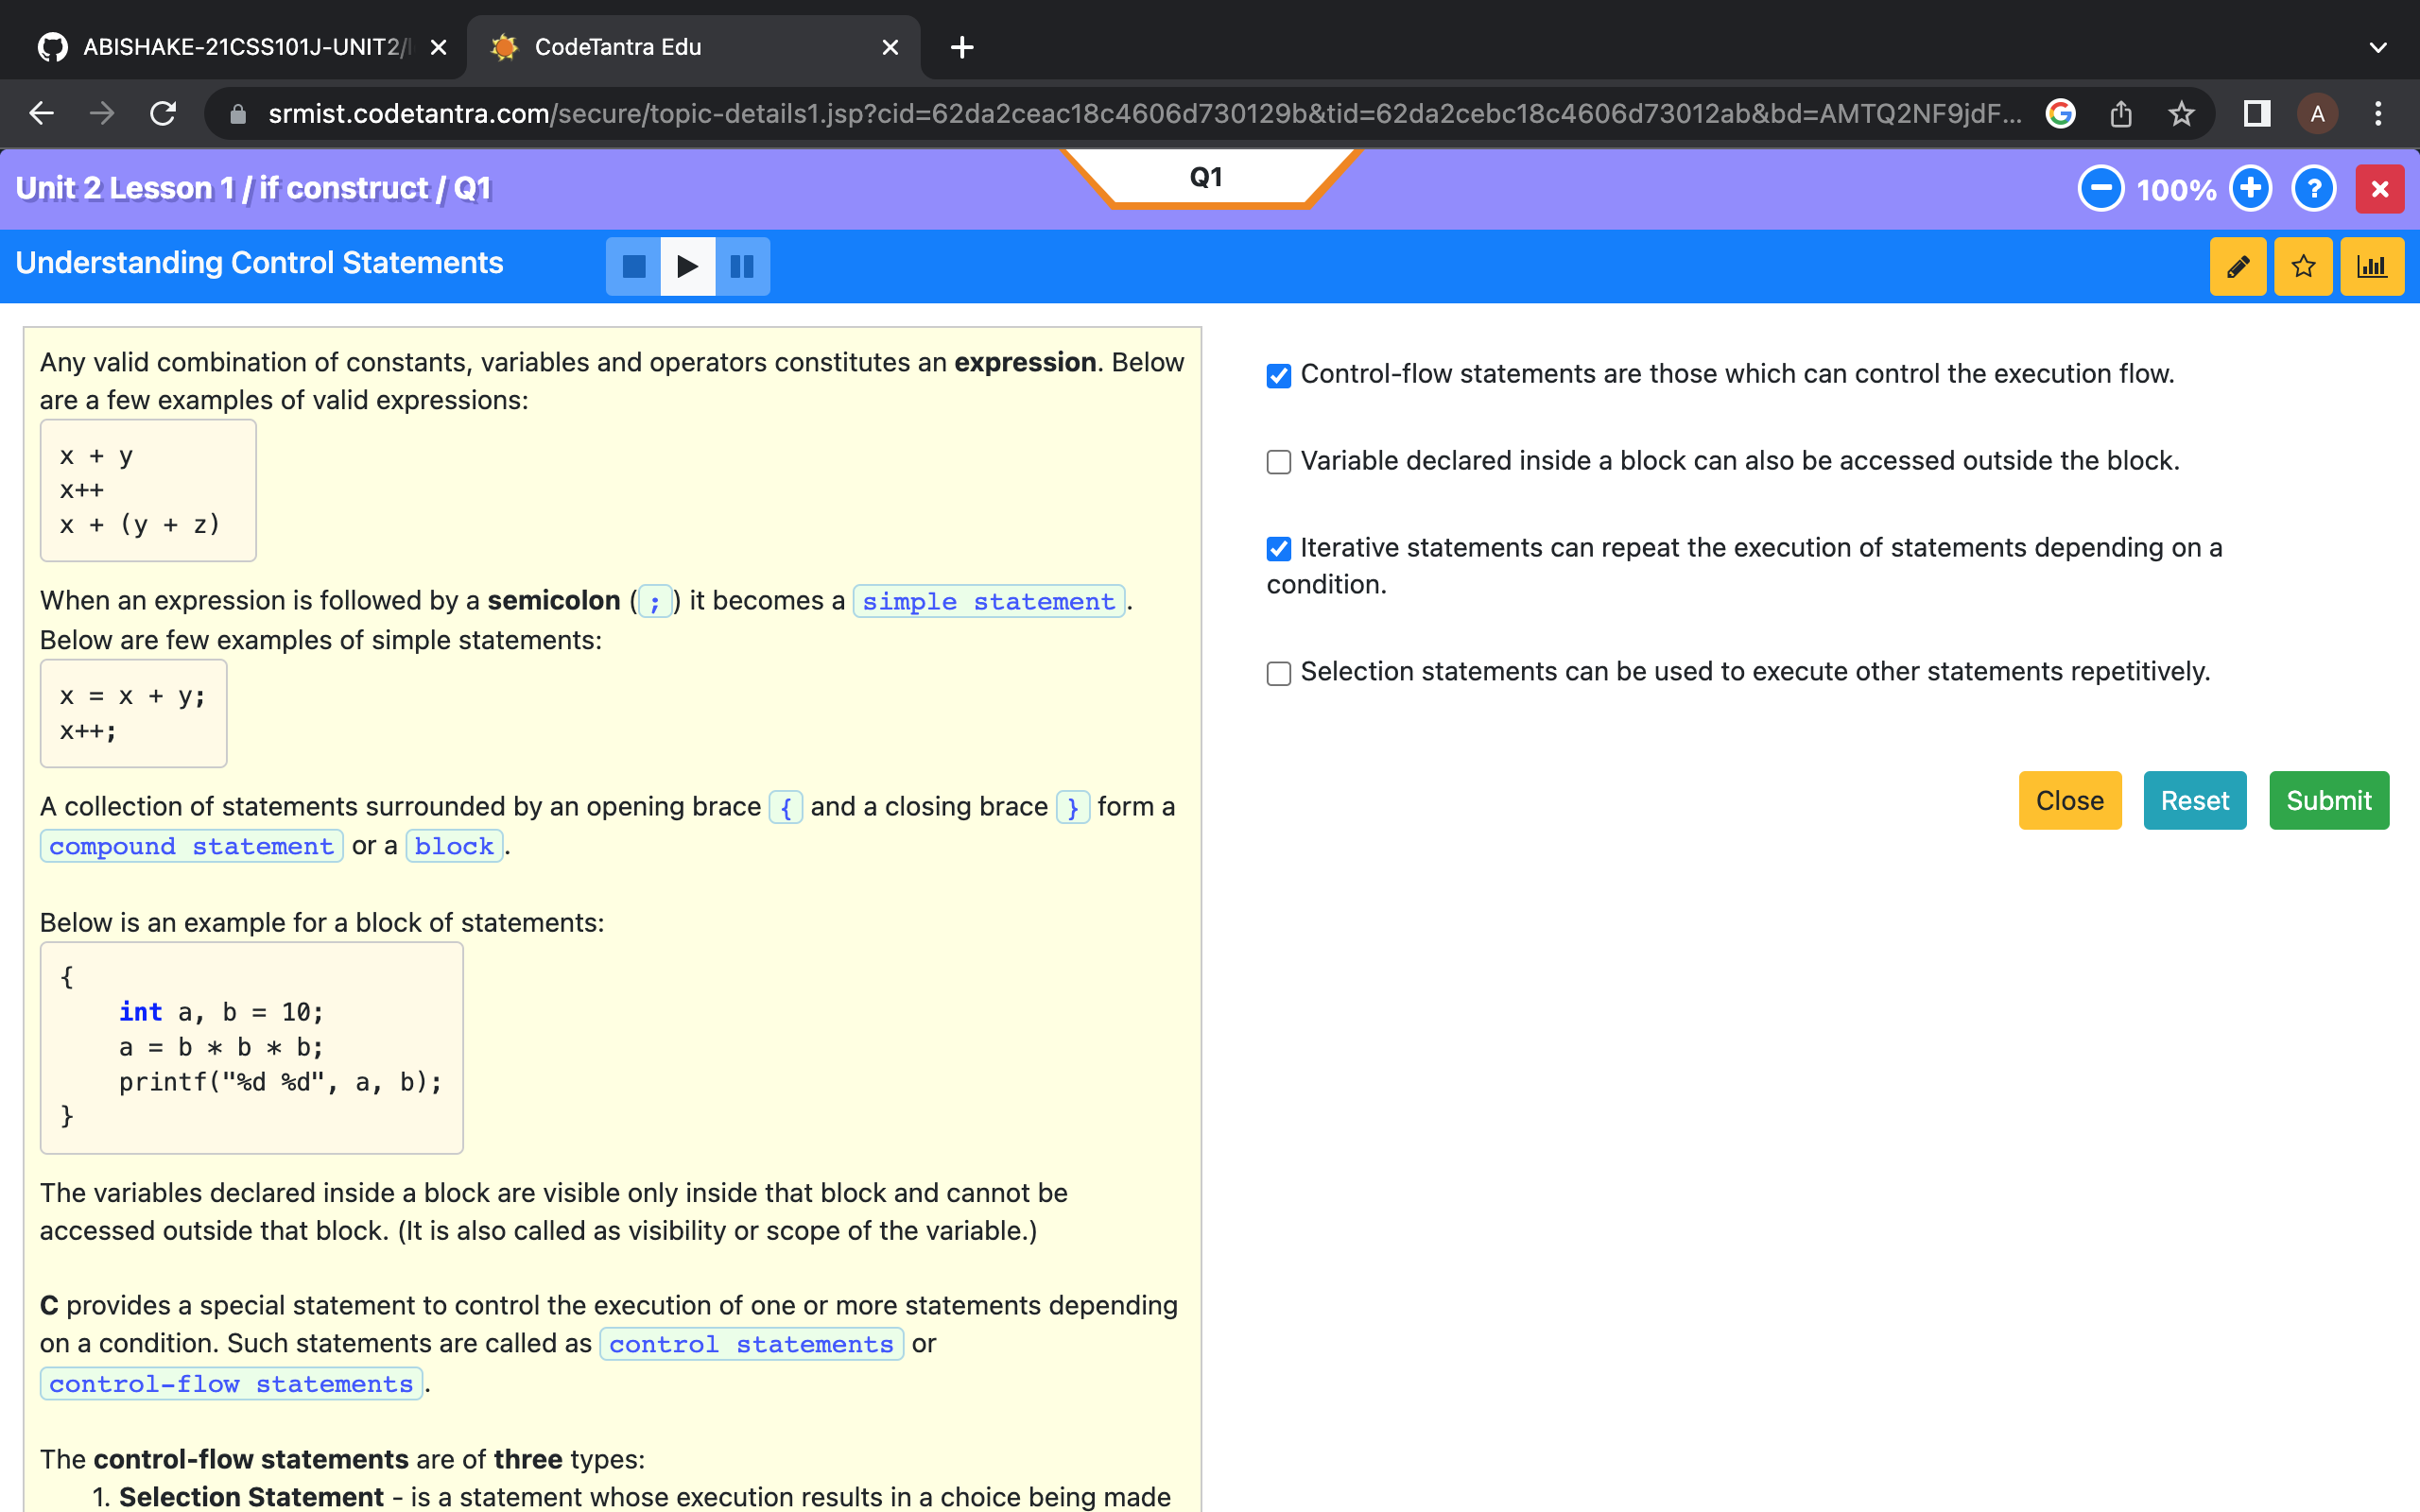 ABISHAKE-21CSS101J-UNIT2/
CodeTantra Edu
srmist.codetantra.com/secure/topic-details1.jsp?cid=62da2ceac18c4606d730129b&tid=62da2cebc18c4606d73012ab&bd=AMTQ2NF9jdF...
A
Unit 2 Lesson 1 / if construct / Q1
Q1
100%
?
Understanding Control Statements
Any valid combination of constants, variables and operators constitutes an expression. Below
are a few examples of valid expressions:
x + y
x++
x + (y + z)
When an expression is followed by a semicolon ( ; ) it becomes a simple statement .
Below are few examples of simple statements:
x = x + y;
x++;
A collection of statements surrounded by an opening brace { and a closing brace } form a
compound statement or a block .
Below is an example for a block of statements:
{
int a, b = 10;
a = b * b * b;
printf("%d %d", a, b);
}
The variables declared inside a block are visible only inside that block and cannot be
accessed outside that block. (It is also called as visibility or scope of the variable.)
C provides a special statement to control the execution of one or more statements depending
on a condition. Such statements are called as control statements or
control-flow statements .
The control-flow statements are of three types:
1. Selection Statement - is a statement whose execution results in a choice being made
Control-flow statements are those which can control the execution flow.
Variable declared inside a block can also be accessed outside the block.
Iterative statements can repeat the execution of statements depending on a
condition.
Selection statements can be used to execute other statements repetitively.
Close
Reset
Submit